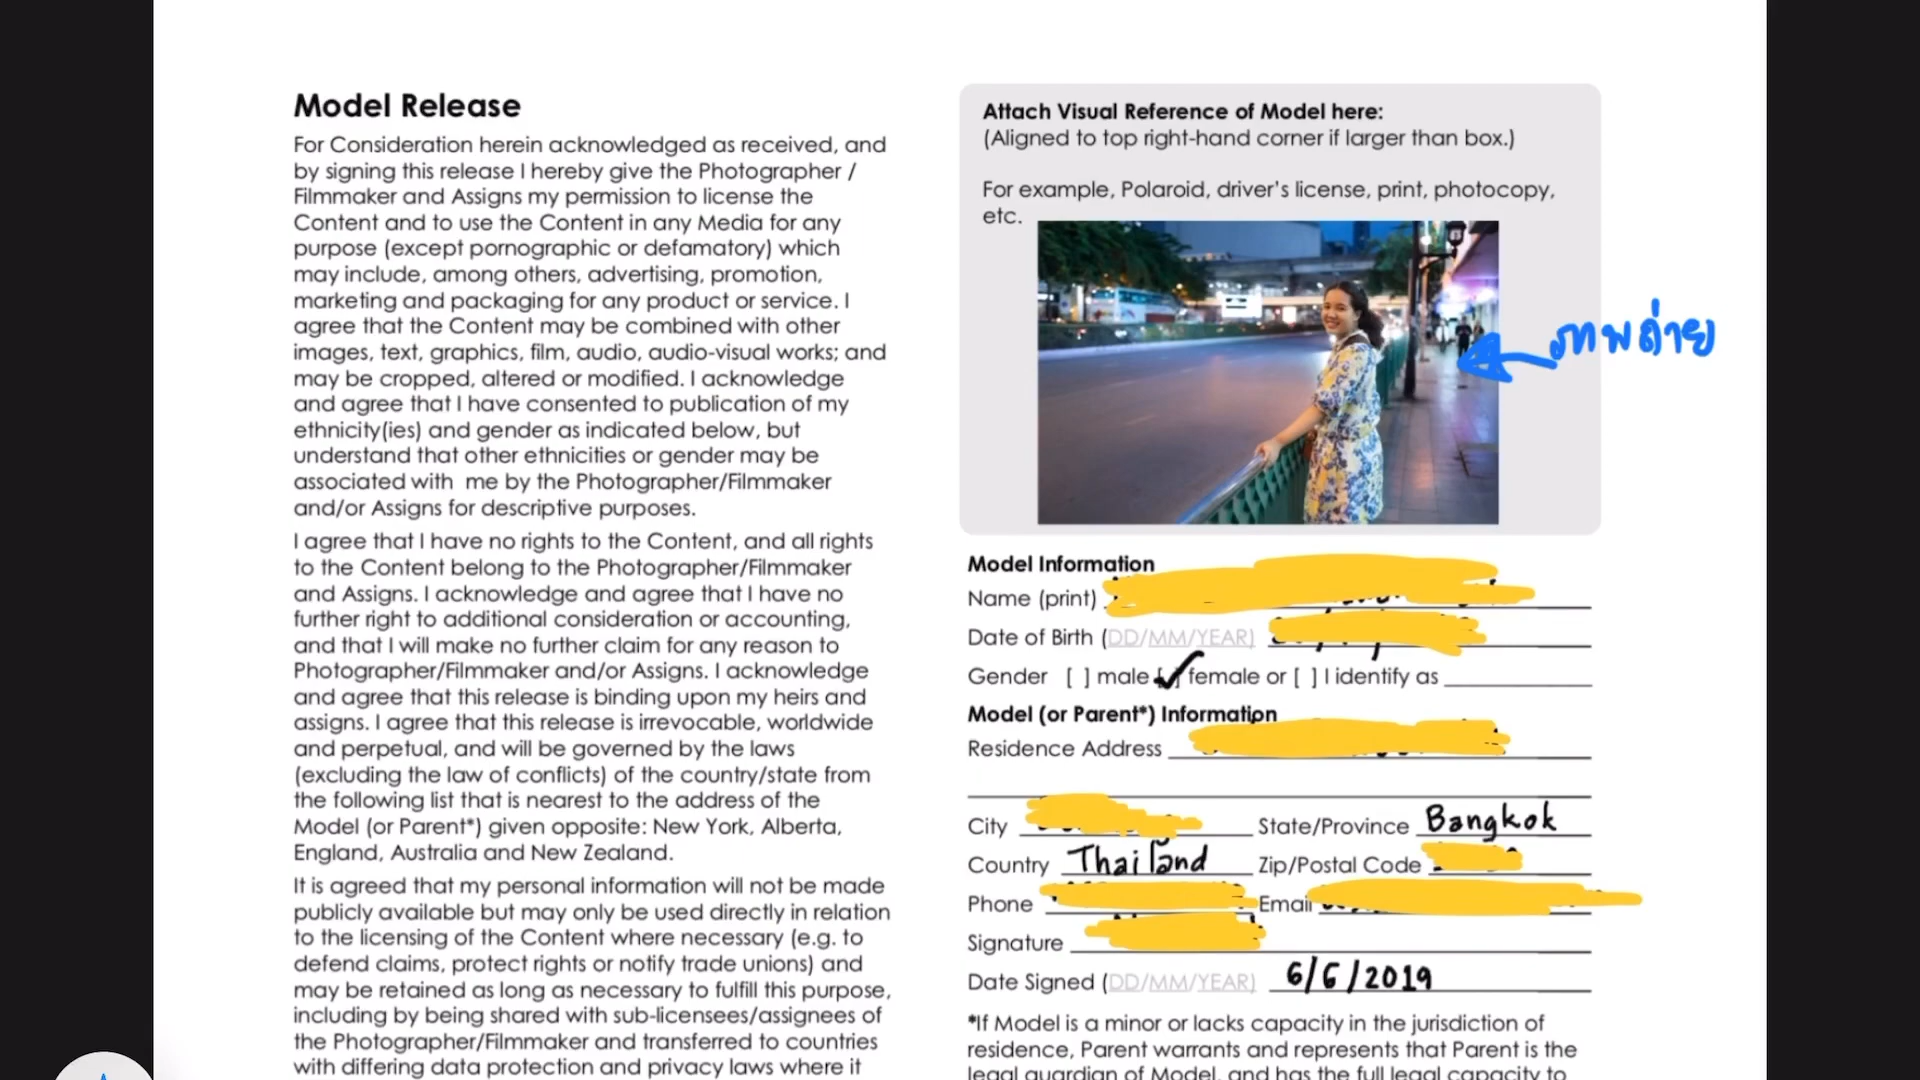 Model Release
For Consideration herein acknowledged as received, and
by signing this release I hereby give the Photographer /
Filmmaker and Assigns my permission to license the
Content and to use the Content in any Media for any
purpose (except pornographic or defamatory) which
may include, among others, advertising, promotion,
marketing and packaging for any product or service. I
agree that the Content may be combined with other
images, text, graphics, film, audio, audio-visual works; and
may be cropped, altered or modified. I acknowledge
and agree that I have consented to publication of my
ethnicity(ies) and gender as indicated below, but
understand that other ethnicities or gender may be
associated with me by the Photographer/Filmmaker
and/or Assigns for descriptive purposes.
I agree that I have no rights to the Content, and all rights
to the Content belong to the Photographer/Filmmaker
and Assigns. I acknowledge and agree that I have no
further right to additional consideration or accounting,
and that I will make no further claim for any reason to
Photographer/Filmmaker and/or Assigns. I acknowledge
and agree that this release is binding upon my heirs and
assigns. I agree that this release is irrevocable, worldwide
and perpetual, and will be governed by the laws
(excluding the law of conflicts) of the country/state from
the following list that is nearest to the address of the
Model (or Parent*) given opposite: New York, Alberta,
England, Australia and New Zealand.
It is agreed that my personal information will not be made
publicly available but may only be used directly in relation
to the licensing of the Content where necessary (e.g. to
defend claims, protect rights or notify trade unions) and
may be retained as long as necessary to fulfill this purpose,
including by being shared with sub-licensees/assignees of
the Photographer/Filmmaker and transferred to countries
with differing data protection and privacy laws where it
Attach Visual Reference of Model here:
(Aligned to top right-hand corner if larger than box.)
For example, Polaroid, driver's license, print, photocopy,
etc.
ภาพถ่าย
Model Information
Name (print)
Date of Birth (DD/MM/YEAR)
Gender [ ] male [✓] female or [ ] I identify as
Model (or Parent*) Information
Residence Address
City State/Province Bangkok
Country Thailand Zip/Postal Code
Phone Email
Signature
Date Signed (DD/MM/YEAR) 6/6/2019
*If Model is a minor or lacks capacity in the jurisdiction of
residence, Parent warrants and represents that Parent is the
legal guardian of Model, and has the full legal capacity to